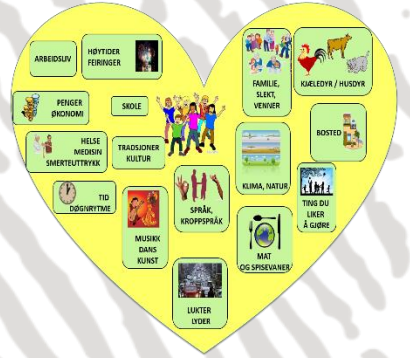 ARBEIDSLIV
HØYTIDER
FEIRINGER
FAMILIE,
SLEKT,
VENNER
KJÆLEDYR / HUSDYR
PENGER
ØKONOMI
SKOLE
BOSTED
HELSE
MEDISIN
SMERTEUTTRYKK
TRADSJONER
KULTUR
KLIMA, NATUR
TID
DØGNRYTME
MUSIKK
DANS
KUNST
SPRÅK,
KROPPSPRÅK
TING DU
LIKER
Å GJØRE
MAT
OG SPISEVANER
LUKTER
LYDER